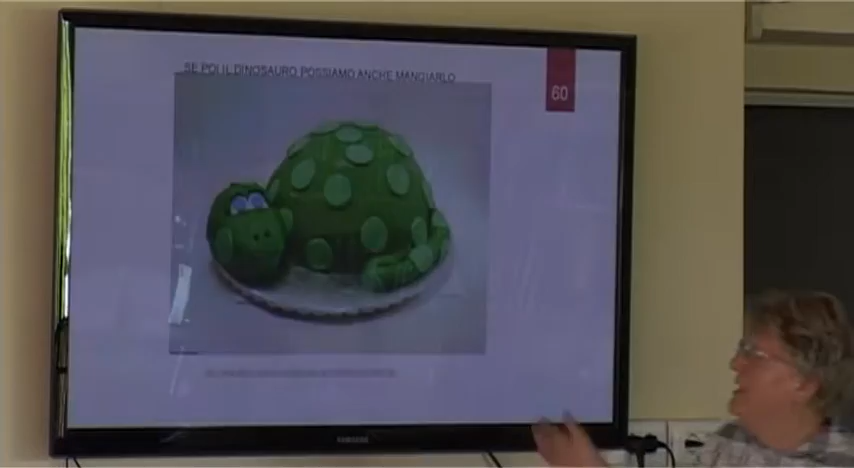 SE POI IL DINOSAURO POSSIAMO ANCHE MANGIARLO
60
SAMSUNG